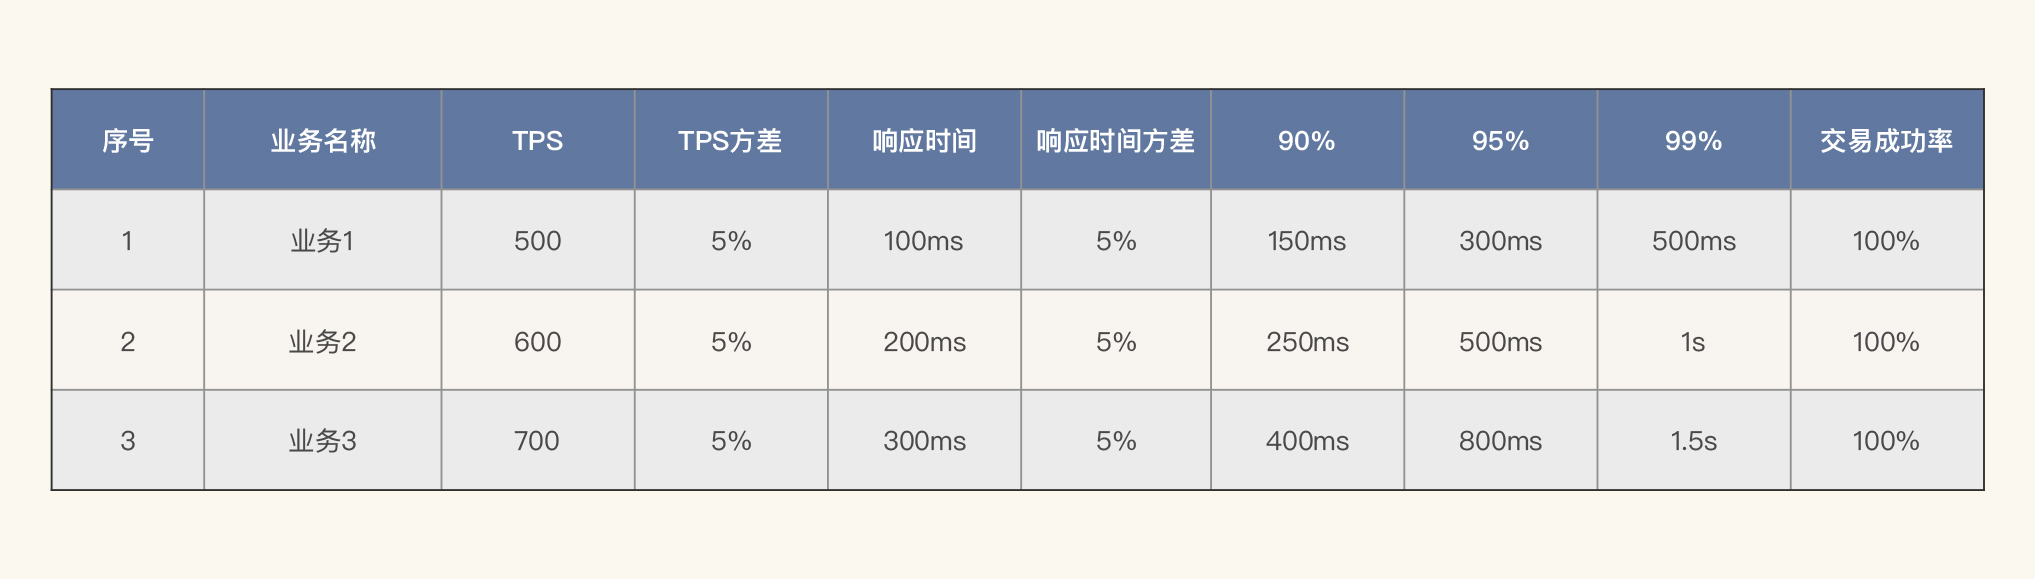 序号 业务名称 TPS TPS方差 响应时间 响应时间方差 90% 95% 99% 交易成功率
1 业务1 500 5% 100ms 5% 150ms 300ms 500ms 100%
2 业务2 600 5% 200ms 5% 250ms 500ms 1s 100%
3 业务3 700 5% 300ms 5% 400ms 800ms 1.5s 100%